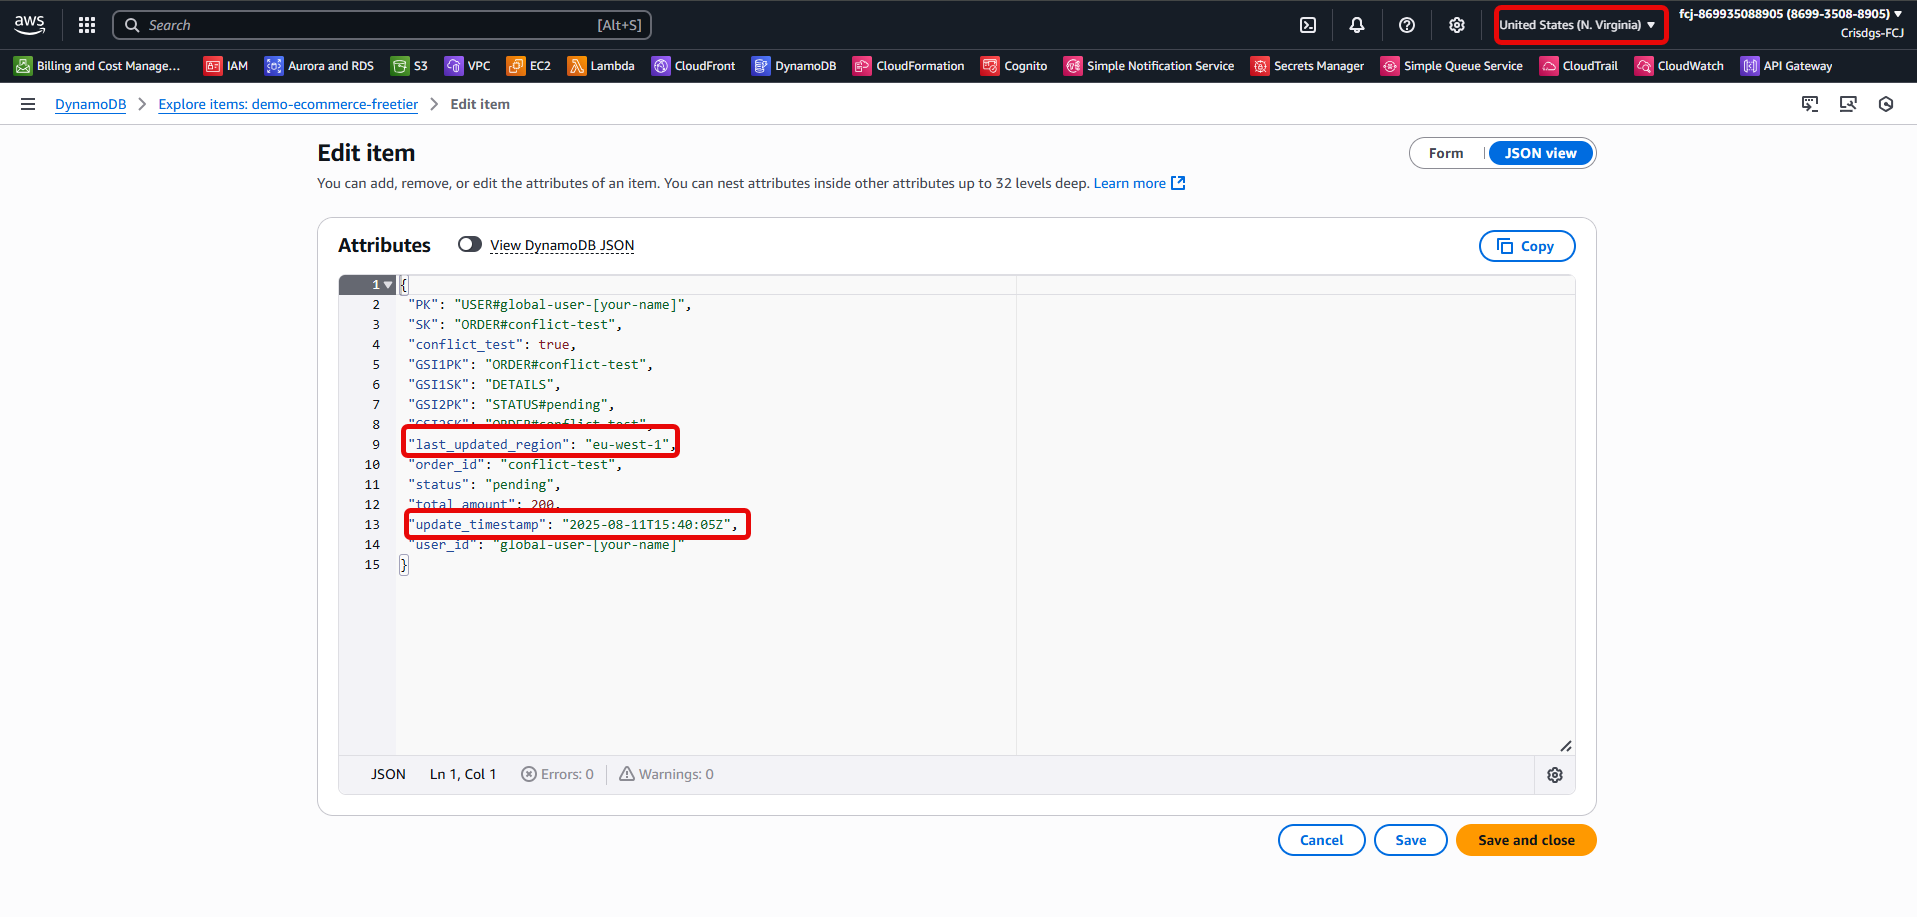 aws
Search
[Alt+S]
United States (N. Virginia)
fcj-869935088905 (8699-3508-8905)
Crisdgs-FCJ
Billing and Cost Manage...
IAM
Aurora and RDS
S3
VPC
EC2
Lambda
CloudFront
DynamoDB
CloudFormation
Cognito
Simple Notification Service
Secrets Manager
Simple Queue Service
CloudTrail
CloudWatch
API Gateway
DynamoDB
Explore items: demo-ecommerce-freetier
Edit item
Edit item
Form
JSON view
You can add, remove, or edit the attributes of an item. You can nest attributes inside other attributes up to 32 levels deep. Learn more
Attributes
View DynamoDB JSON
Copy
1 {
2 "PK": "USER#global-user-[your-name]",
3 "SK": "ORDER#conflict-test",
4 "conflict_test": true,
5 "GSI1PK": "ORDER#conflict-test",
6 "GSI1SK": "DETAILS",
7 "GSI2PK": "STATUS#pending",
8 "GSI2SK": "ORDER#conflict-test",
9 "last_updated_region": "eu-west-1",
10 "order_id": "conflict-test",
11 "status": "pending",
12 "total_amount": 200,
13 "update_timestamp": "2025-08-11T15:40:05Z",
14 "user_id": "global-user-[your-name]"
15 }
JSON
Ln 1, Col 1
Errors: 0
Warnings: 0
Cancel
Save
Save and close